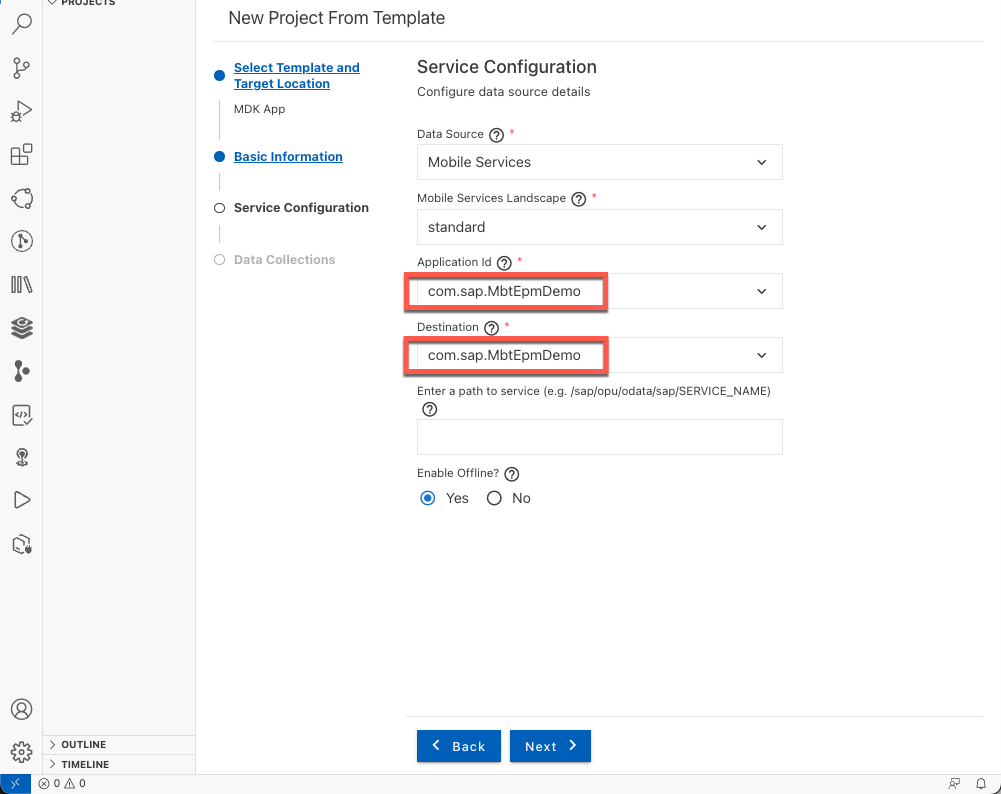 PROJECTS
New Project From Template
Select Template and
Target Location
MDK App
Basic Information
Service Configuration
Data Collections
Service Configuration
Configure data source details
Data Source ? *
Mobile Services
Mobile Services Landscape ? *
standard
Application Id ? *
com.sap.MbtEpmDemo
Destination ? *
com.sap.MbtEpmDemo
Enter a path to service (e.g. /sap/opu/odata/sap/SERVICE_NAME)
?
Enable Offline? ?
Yes No
Back Next
OUTLINE
TIMELINE
0 0